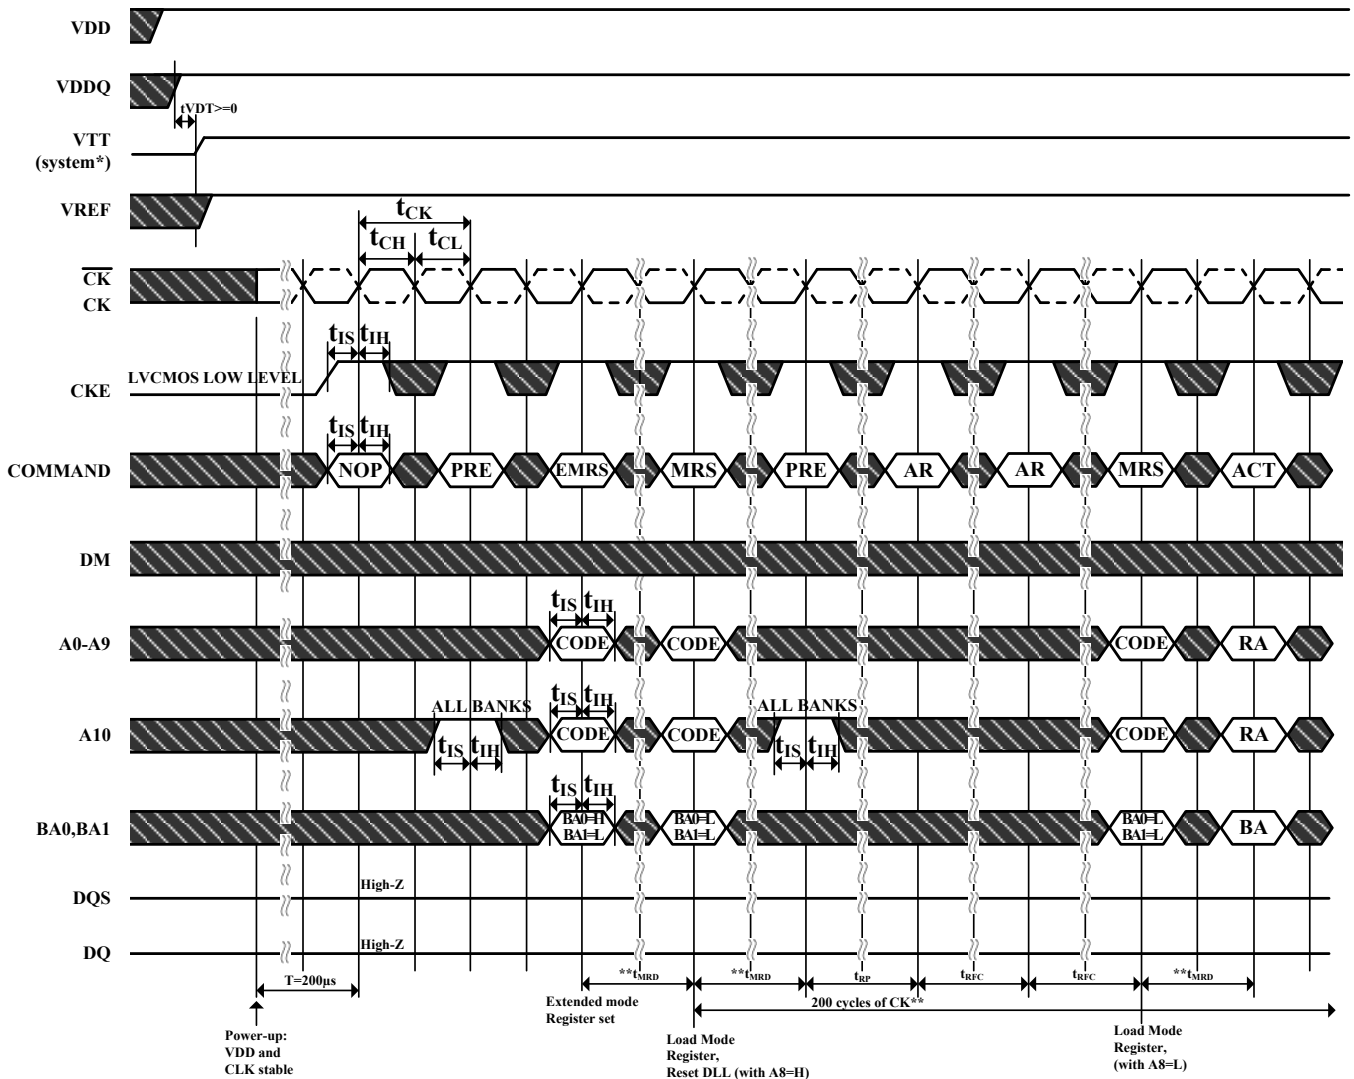 VDD
VDDQ
tVDT>=0
VTT
(system*)
VREF
tCK
tCH tCL
CK
CK
tIS tIH
LVCMOS LOW LEVEL
CKE
tIS tIH
COMMAND NOP PRE EMRS MRS PRE AR AR MRS ACT
DM
tIS tIH
A0-A9 CODE CODE CODE RA
ALL BANKS tIS tIH ALL BANKS
A10 CODE CODE CODE RA
tIS tIH tIS tIH
tIS tIH
BA0,BA1 BA0=H BA0=L BA0=L BA
BA1=L BA1=L BA1=L
High-Z
DQS
High-Z
DQ
T=200µs **tMRD **tMRD tRP tRFC tRFC **tMRD
200 cycles of CK**
Extended mode
Register set
Power-up:
VDD and
CLK stable
Load Mode
Register,
Reset DLL (with A8=H)
Load Mode
Register,
(with A8=L)